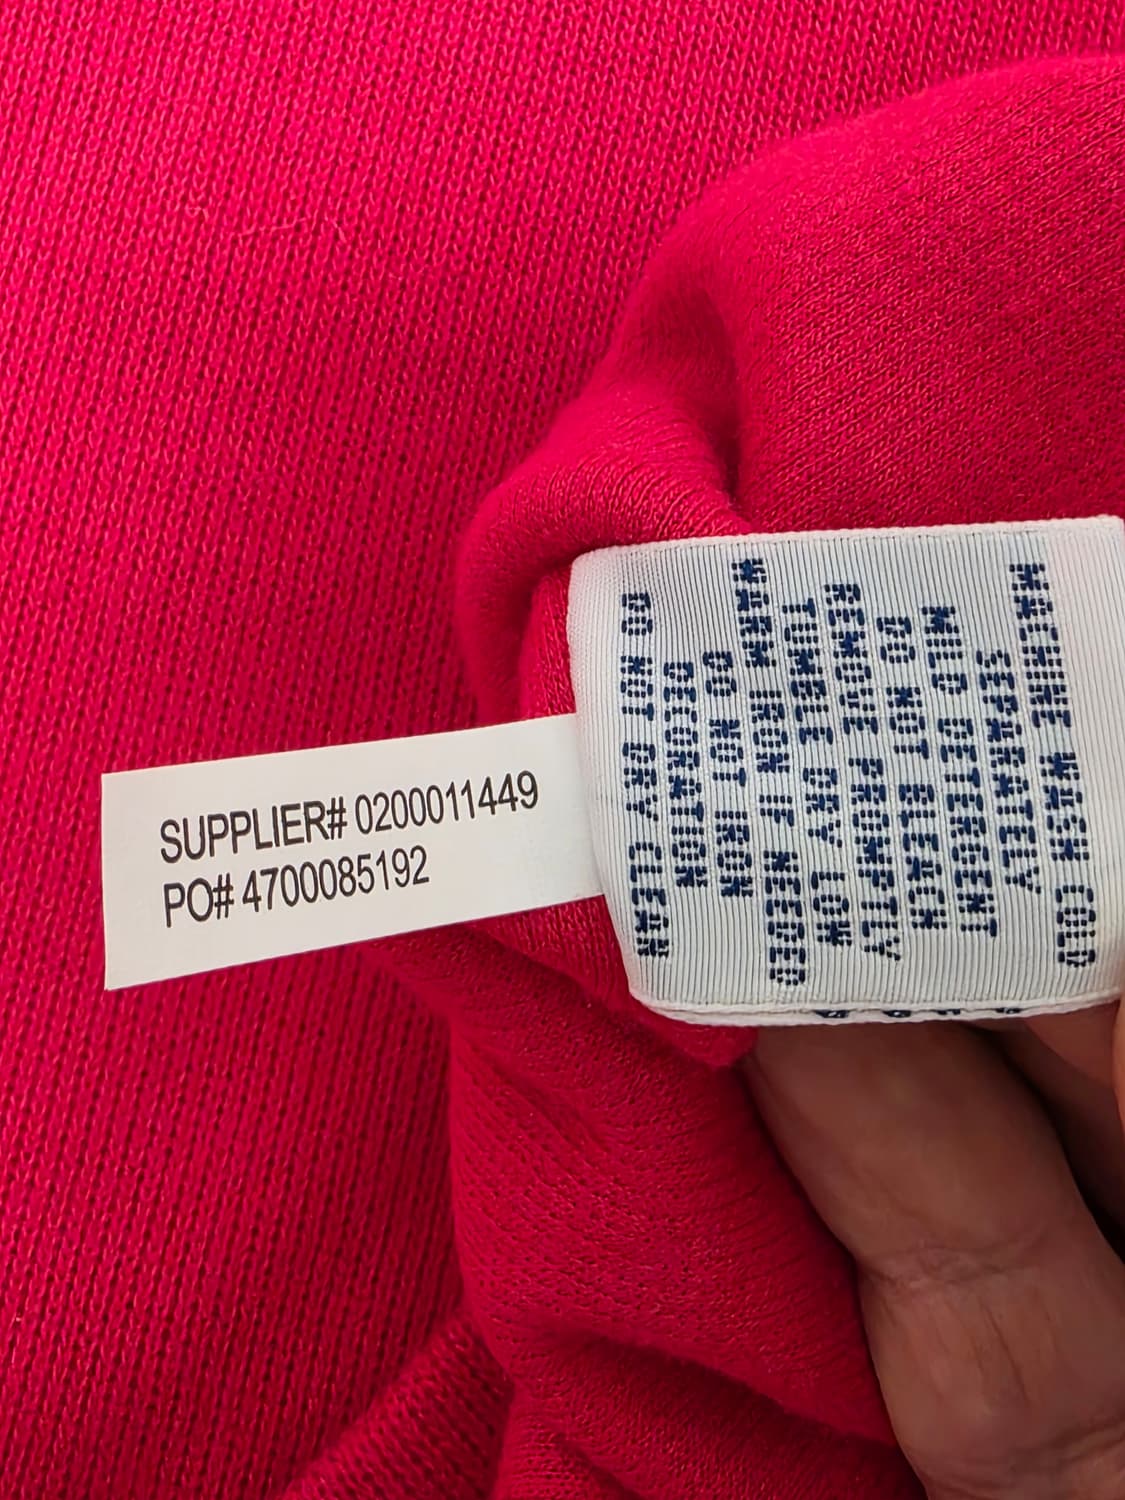 SUPPLIER# 0200011449
PO# 4700085192
MACHINE WASH COLD
SEPARATELY
MILD DETERGENT
DO NOT BLEACH
REMOVE PROMPTLY
TUMBLE DRY LOW
WARM IRON IF NEEDED
DO NOT IRON
DECORATION
DO NOT DRY CLEAN